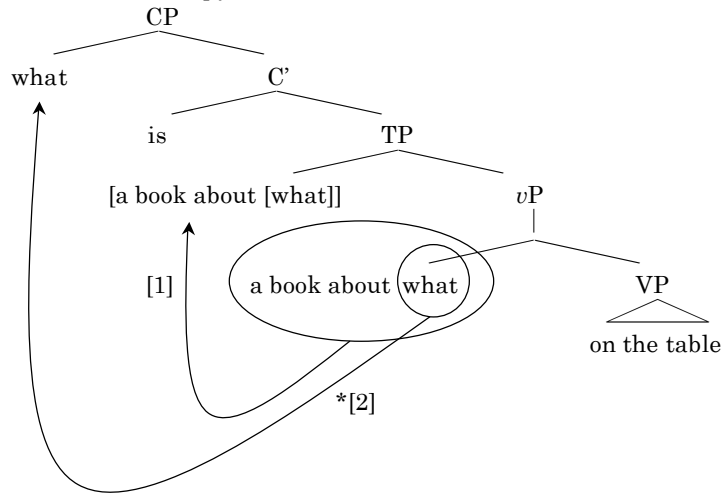 CP
what
C’
is
TP
[a book about [what]]
vP
[1]
a book about what
VP
on the table
*[2]